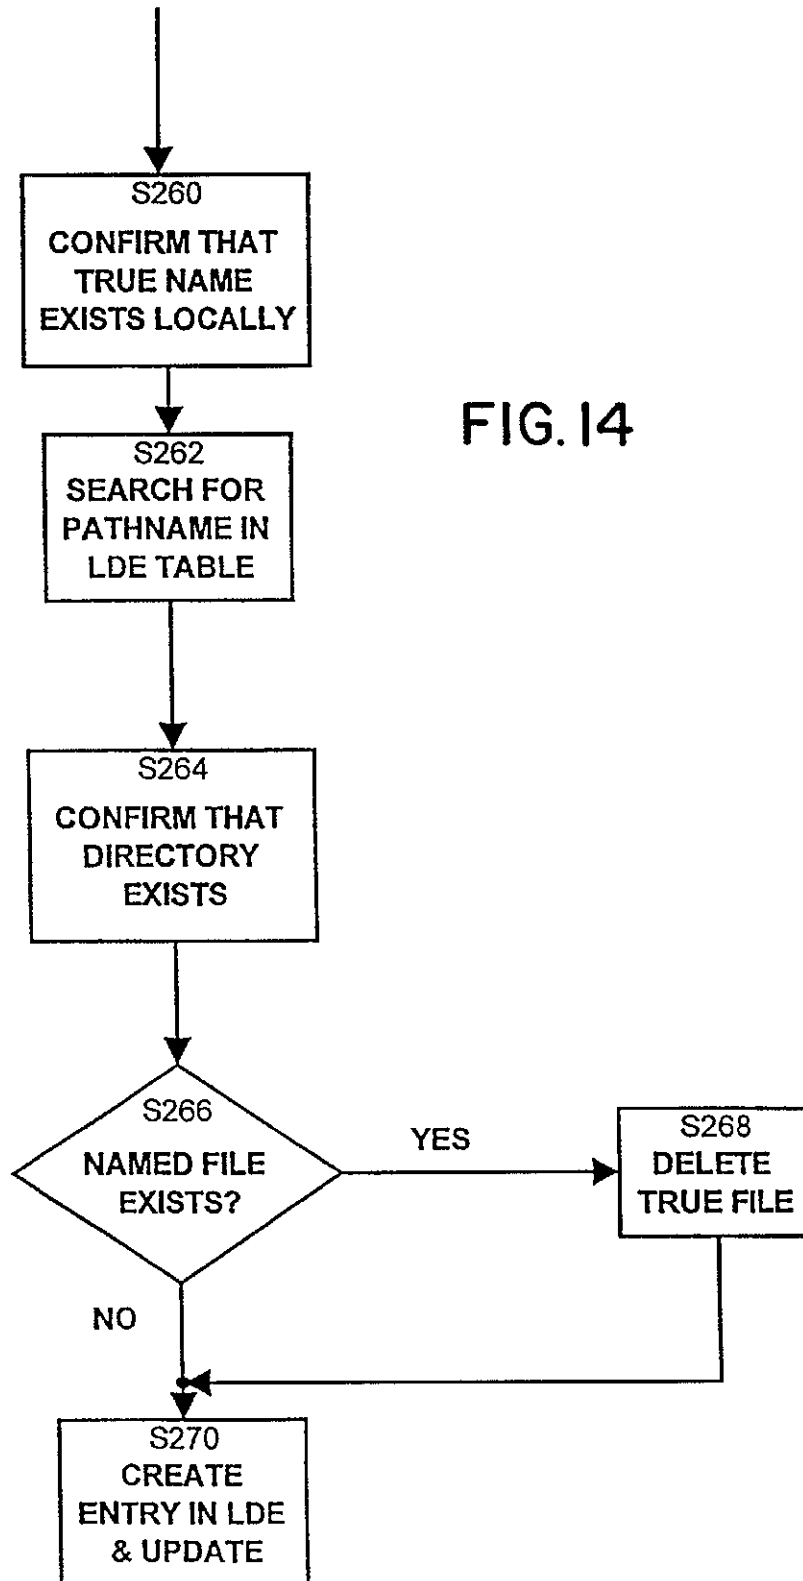 S260
CONFIRM THAT
TRUE NAME
EXISTS LOCALLY
FIG. 14
S262
SEARCH FOR
PATHNAME IN
LDE TABLE
S264
CONFIRM THAT
DIRECTORY
EXISTS
S266
NAMED FILE
EXISTS?
YES
S268
DELETE
TRUE FILE
NO
S270
CREATE
ENTRY IN LDE
& UPDATE